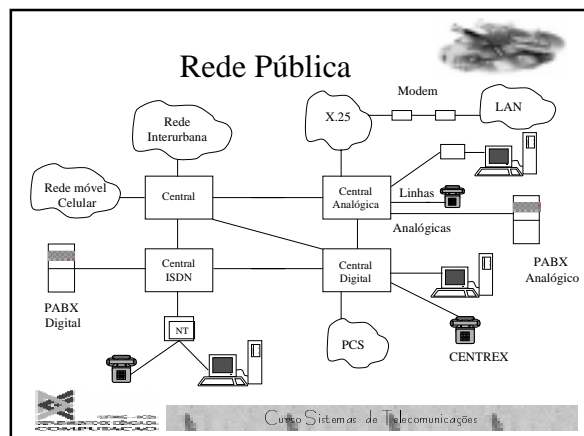 Rede Pública
Modem
X.25
LAN
Rede
Interurbana
Rede móvel
Celular
Central
Central
Analógica
Linhas
Analógicas
PABX
Analógico
Central
ISDN
Central
Digital
PABX
Digital
NT
PCS
CENTREX
Curso Sistemas de Telecomunicações